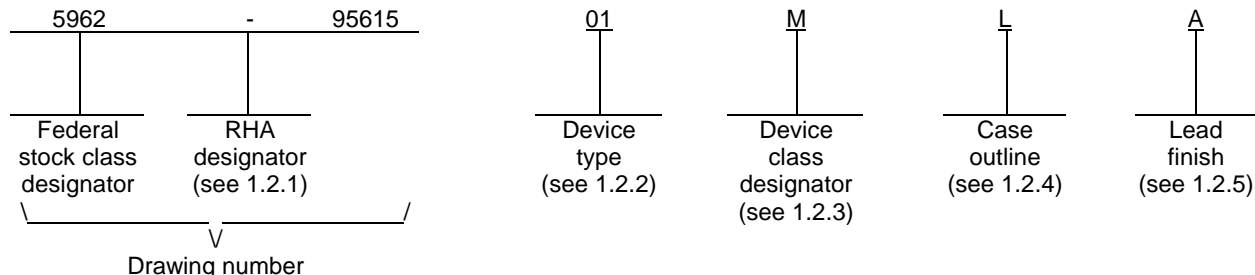 5962 - 95615 01 M L A
Federal stock class designator
RHA designator (see 1.2.1)
Device type (see 1.2.2)
Device class designator (see 1.2.3)
Case outline (see 1.2.4)
Lead finish (see 1.2.5)
\ / \/
Drawing number